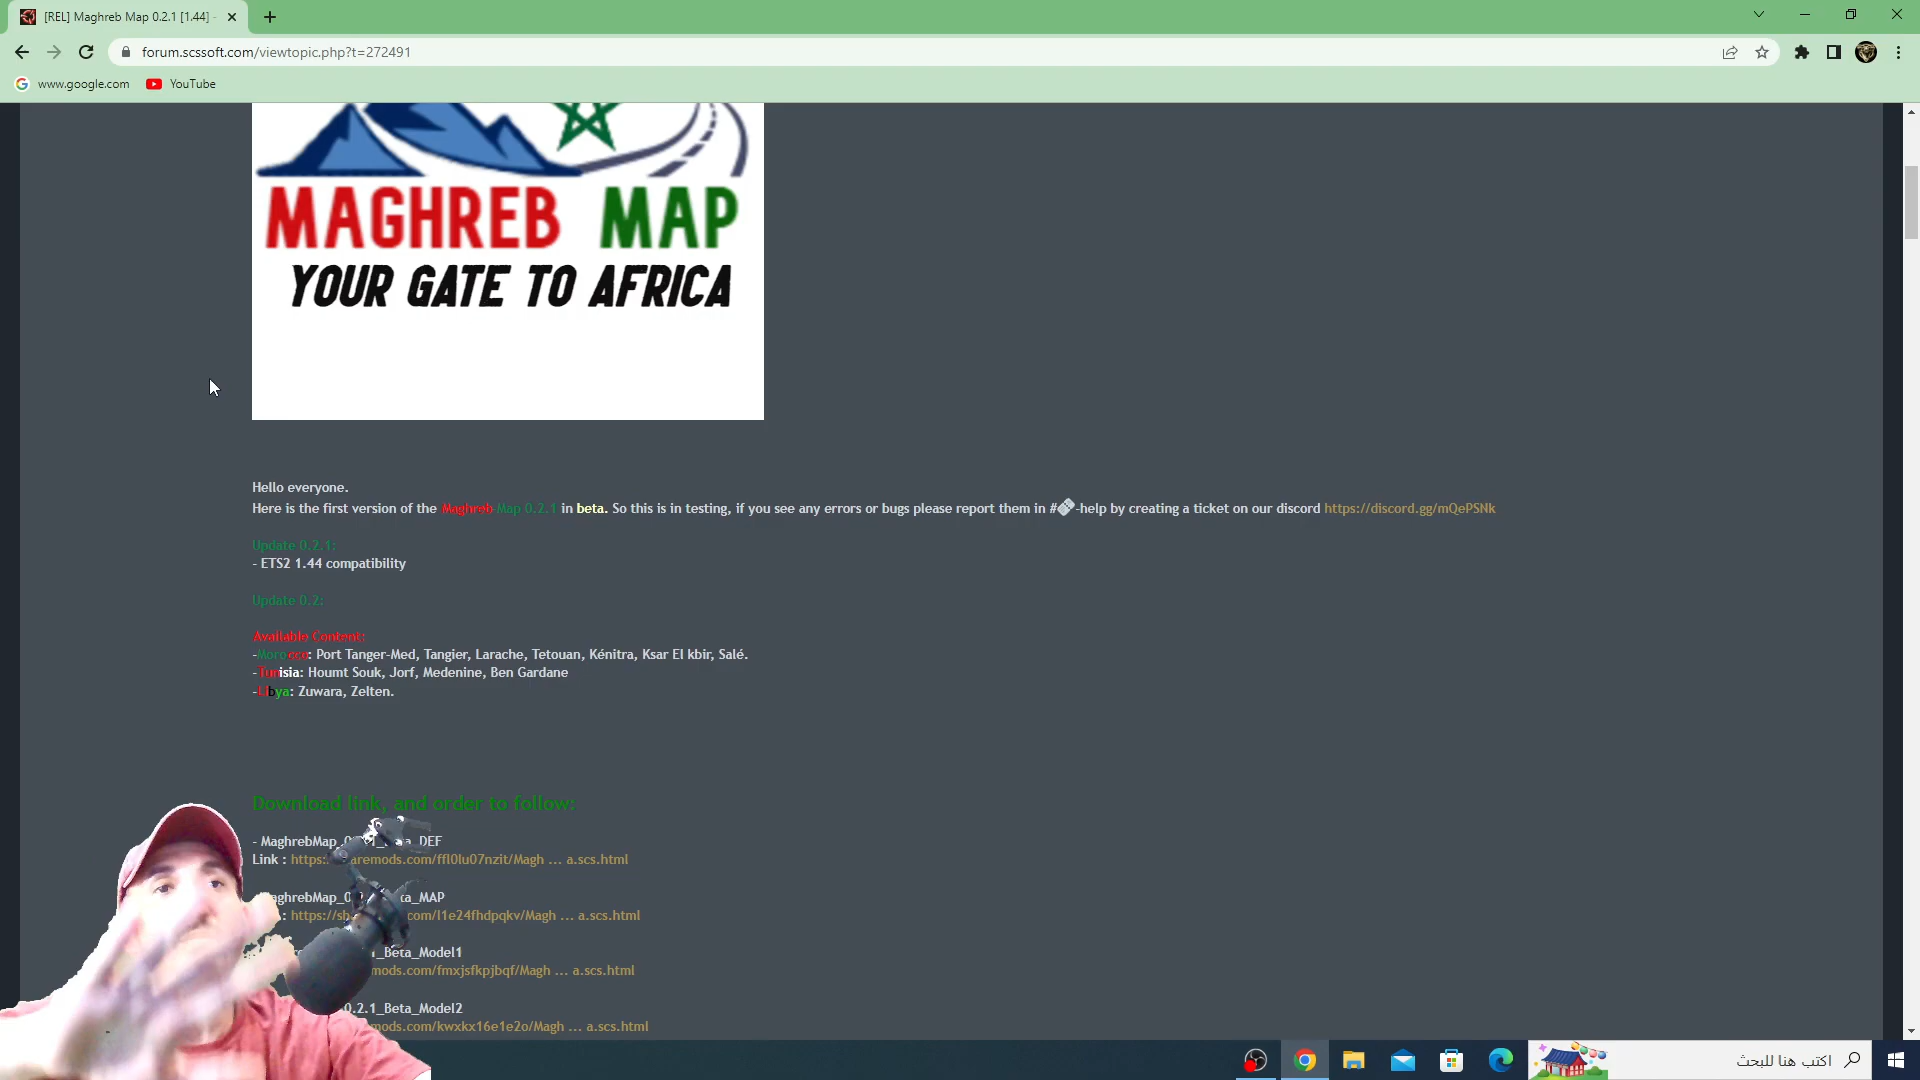 [REL] Maghreb Map 0.2.1 [1.44] -
forum.scssoft.com/viewtopic.php?t=272491
www.google.com YouTube
MAGHREB MAP
YOUR GATE TO AFRICA
Hello everyone.
Here is the first version of the Maghreb Map 0.2.1 in beta. So this is in testing, if you see any errors or bugs please report them in #-help by creating a ticket on our discord https://discord.gg/mQePSNk
Update 0.2.1:
- ETS2 1.44 compatibility
Update 0.2:
Available Content:
-Morocco: Port Tanger-Med, Tangier, Larache, Tetouan, Kénitra, Ksar El kbir, Salé.
-Tunisia: Houmt Souk, Jorf, Medenine, Ben Gardane
-Libya: Zuwara, Zelten.
Download link, and order to follow:
- MaghrebMap_0 DEF
Link : https: aremods.com/ffl0lu07nzit/Magh ... a.scs.html
aghrebMap_0 ta_MAP
: https://sh com/l1e24fhdpqkv/Magh ... a.scs.html
1_Beta_Model1
mods.com/fmxjsfkpjbqf/Magh ... a.scs.html
0.2.1_Beta_Model2
mods.com/kwxkx16e1e2o/Magh ... a.scs.html
اكتب هنا للبحث